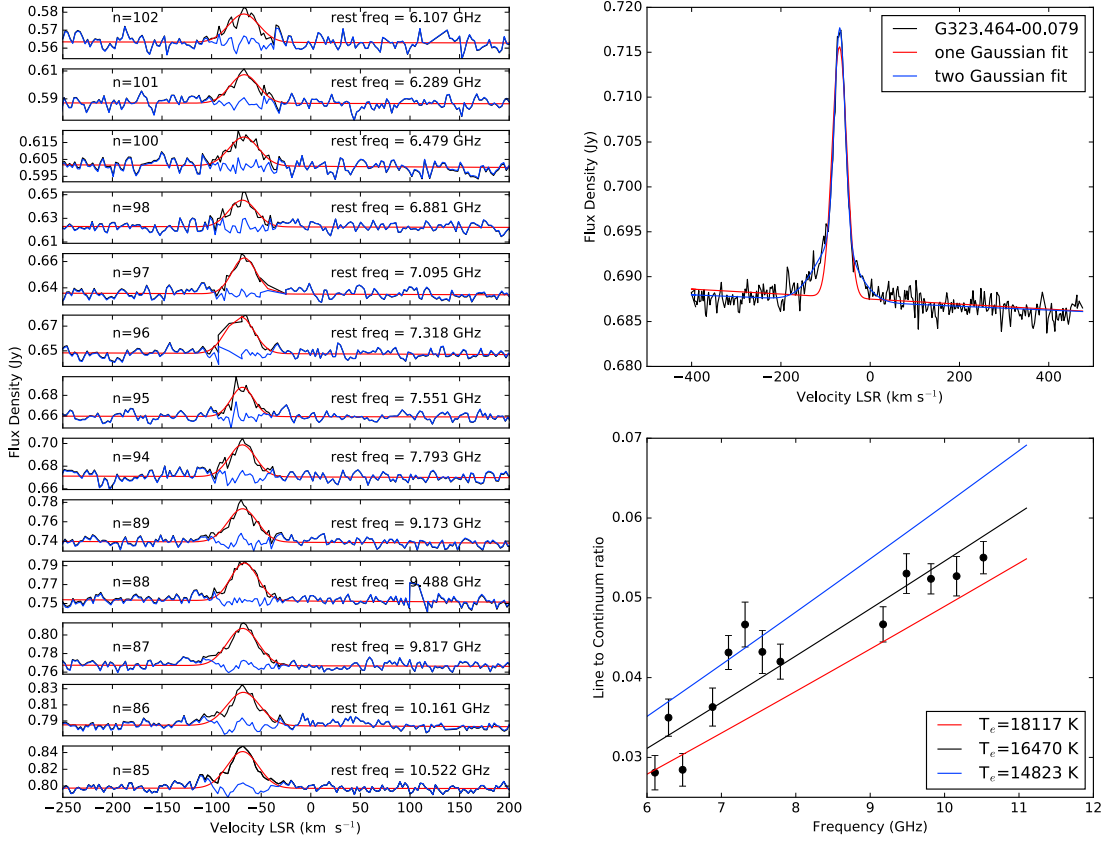 n=102 rest freq = 6.107 GHz
0.58
0.56
n=101 rest freq = 6.289 GHz
0.61
0.59
n=100 rest freq = 6.479 GHz
0.615
0.605
0.595
n=98 rest freq = 6.881 GHz
0.65
0.63
0.61
n=97 rest freq = 7.095 GHz
0.66
0.64
n=96 rest freq = 7.318 GHz
0.67
0.65
n=95 rest freq = 7.551 GHz
0.68
0.66
n=94 rest freq = 7.793 GHz
0.70
0.68
0.66
n=89 rest freq = 9.173 GHz
0.78
0.76
0.74
n=88 rest freq = 9.488 GHz
0.79
0.77
0.75
n=87 rest freq = 9.817 GHz
0.80
0.78
0.76
n=86 rest freq = 10.161 GHz
0.83
0.81
0.79
n=85 rest freq = 10.522 GHz
0.84
0.82
0.80
Flux Density (Jy)
−250 −200 −150 −100 −50 0 50 100 150 200
Velocity LSR (km s⁻¹)
G323.464-00.079
one Gaussian fit
two Gaussian fit
0.720
0.715
0.710
0.705
0.700
0.695
0.690
0.685
0.680
Flux Density (Jy)
−400 −200 0 200 400
Velocity LSR (km s⁻¹)
0.07
0.06
0.05
0.04
0.03
Line to Continuum ratio
Tₑ=18117 K
Tₑ=16470 K
Tₑ=14823 K
6 7 8 9 10 11 12
Frequency (GHz)